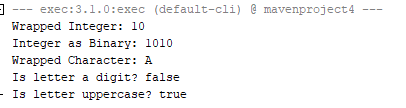 --- exec:3.1.0:exec (default-cli) @ mavenproject4 ---
Wrapped Integer: 10
Integer as Binary: 1010
Wrapped Character: A
Is letter a digit? false
Is letter uppercase? true